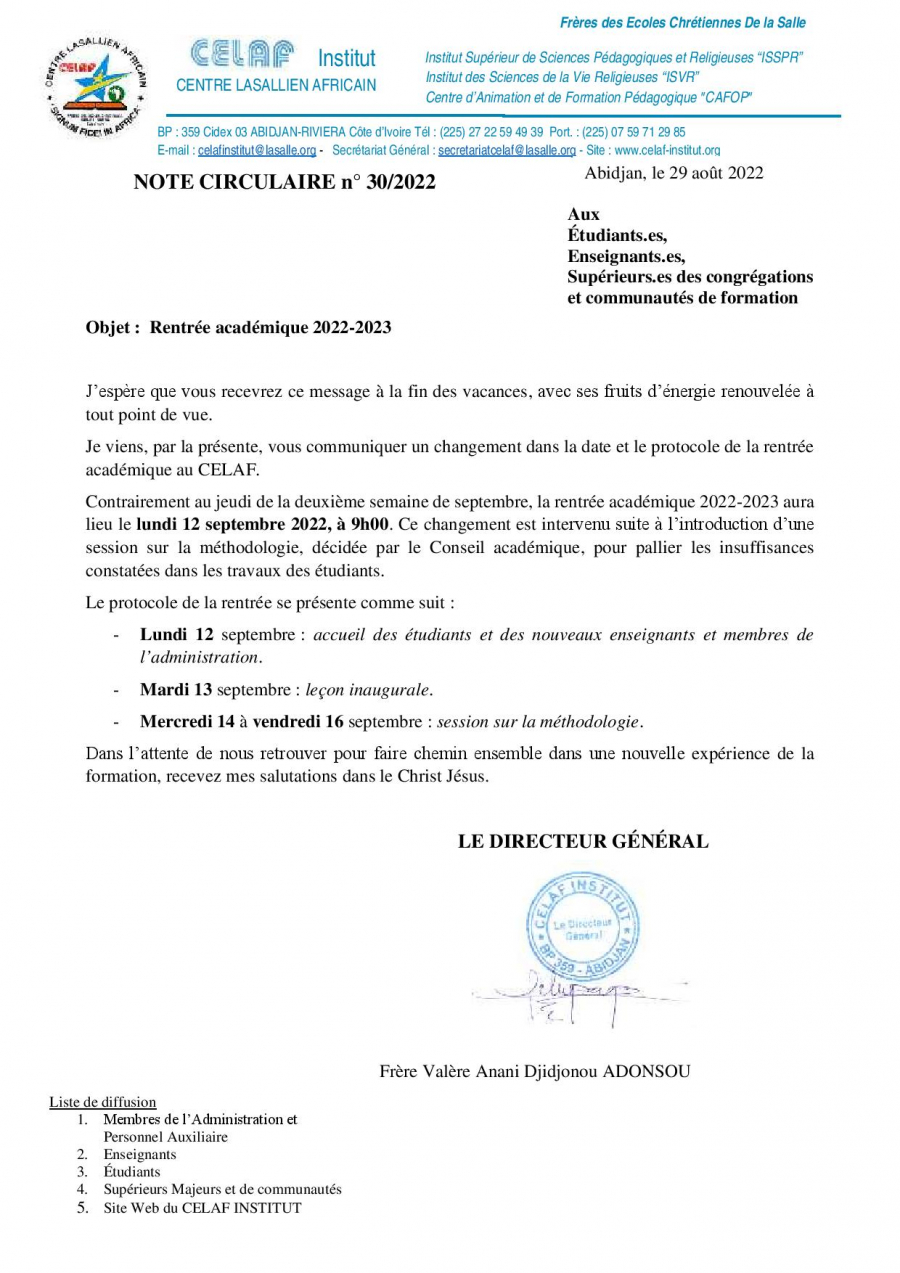 Frères des Ecoles Chrétiennes De la Salle
CENTRE LASALLIEN AFRICAIN
CELAF
SIGNUM FIDEI IN AFRICA
CELAF Institut
CENTRE LASALLIEN AFRICAIN
Institut Supérieur de Sciences Pédagogiques et Religieuses “ISSPR”
Institut des Sciences de la Vie Religieuses “ISVR”
Centre d’Animation et de Formation Pédagogique "CAFOP"
BP : 359 Cidex 03 ABIDJAN-RIVIERA Côte d’Ivoire Tél : (225) 27 22 59 49 39 Port. : (225) 07 59 71 29 85
E-mail : celafinstitut@lasalle.org - Secrétariat Général : secretariatcelaf@lasalle.org - Site : www.celaf-institut.org
NOTE CIRCULAIRE n° 30/2022
Abidjan, le 29 août 2022
Aux
Étudiants.es,
Enseignants.es,
Supérieurs.es des congrégations
et communautés de formation
Objet : Rentrée académique 2022-2023
J’espère que vous recevrez ce message à la fin des vacances, avec ses fruits d’énergie renouvelée à
tout point de vue.
Je viens, par la présente, vous communiquer un changement dans la date et le protocole de la rentrée
académique au CELAF.
Contrairement au jeudi de la deuxième semaine de septembre, la rentrée académique 2022-2023 aura
lieu le lundi 12 septembre 2022, à 9h00. Ce changement est intervenu suite à l’introduction d’une
session sur la méthodologie, décidée par le Conseil académique, pour pallier les insuffisances
constatées dans les travaux des étudiants.
Le protocole de la rentrée se présente comme suit :
- Lundi 12 septembre : accueil des étudiants et des nouveaux enseignants et membres de
l’administration.
- Mardi 13 septembre : leçon inaugurale.
- Mercredi 14 à vendredi 16 septembre : session sur la méthodologie.
Dans l’attente de nous retrouver pour faire chemin ensemble dans une nouvelle expérience de la
formation, recevez mes salutations dans le Christ Jésus.
LE DIRECTEUR GÉNÉRAL
CELAF INSTITUT
Le Directeur
Général
BP 359 - ABIDJAN
Frère Valère Anani Djidjonou ADONSOU
Liste de diffusion
1. Membres de l’Administration et
Personnel Auxiliaire
2. Enseignants
3. Étudiants
4. Supérieurs Majeurs et de communautés
5. Site Web du CELAF INSTITUT